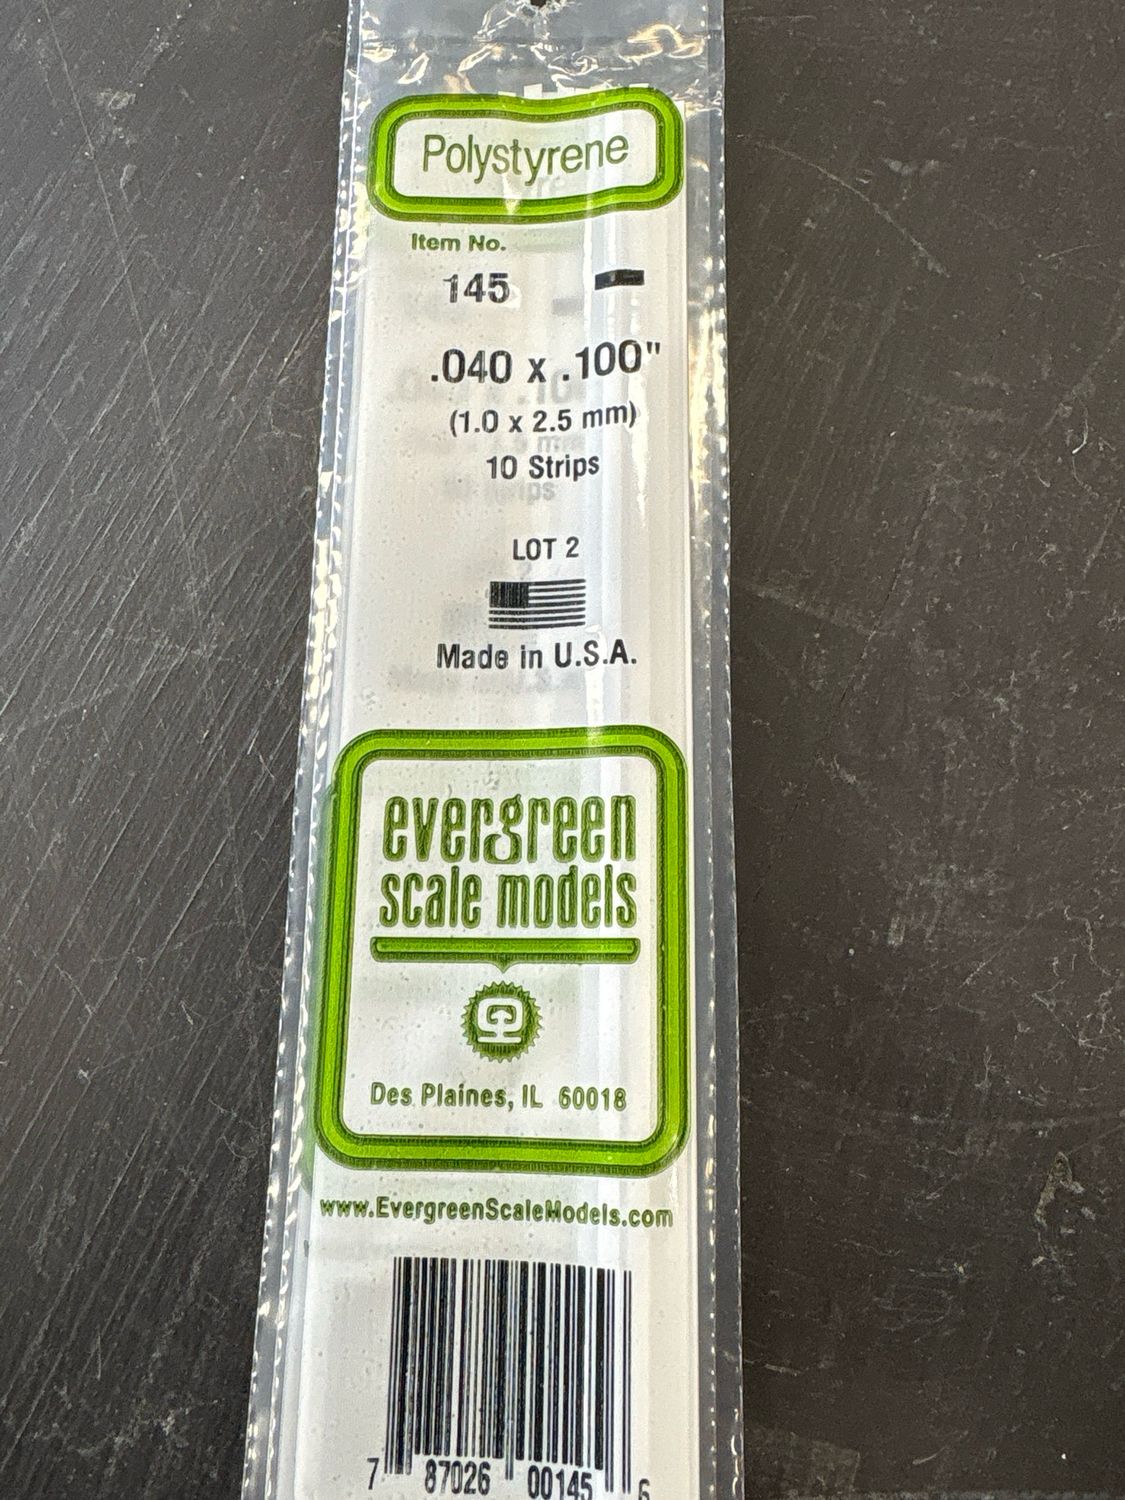 Polystyrene
Item No.
145
.040 x .100"
(1.0 x 2.5 mm)
10 Strips
LOT 2
Made in U.S.A.
evergreen
scale models
Des Plaines, IL 60018
www.EvergreenScaleModels.com
7 87026 00145 6